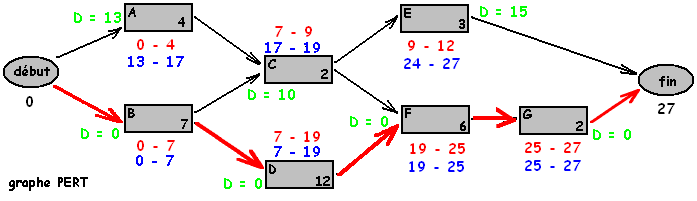 D = 13
A
4
0 - 4
13 - 17
7 - 9
17 - 19
C
2
D = 10
E
3
D = 15
9 - 12
24 - 27
début
0
fin
27
B
7
D = 0
0 - 7
0 - 7
7 - 19
7 - 19
D
12
D = 0
D = 0
F
6
19 - 25
19 - 25
G
2
D = 0
25 - 27
25 - 27
graphe PERT